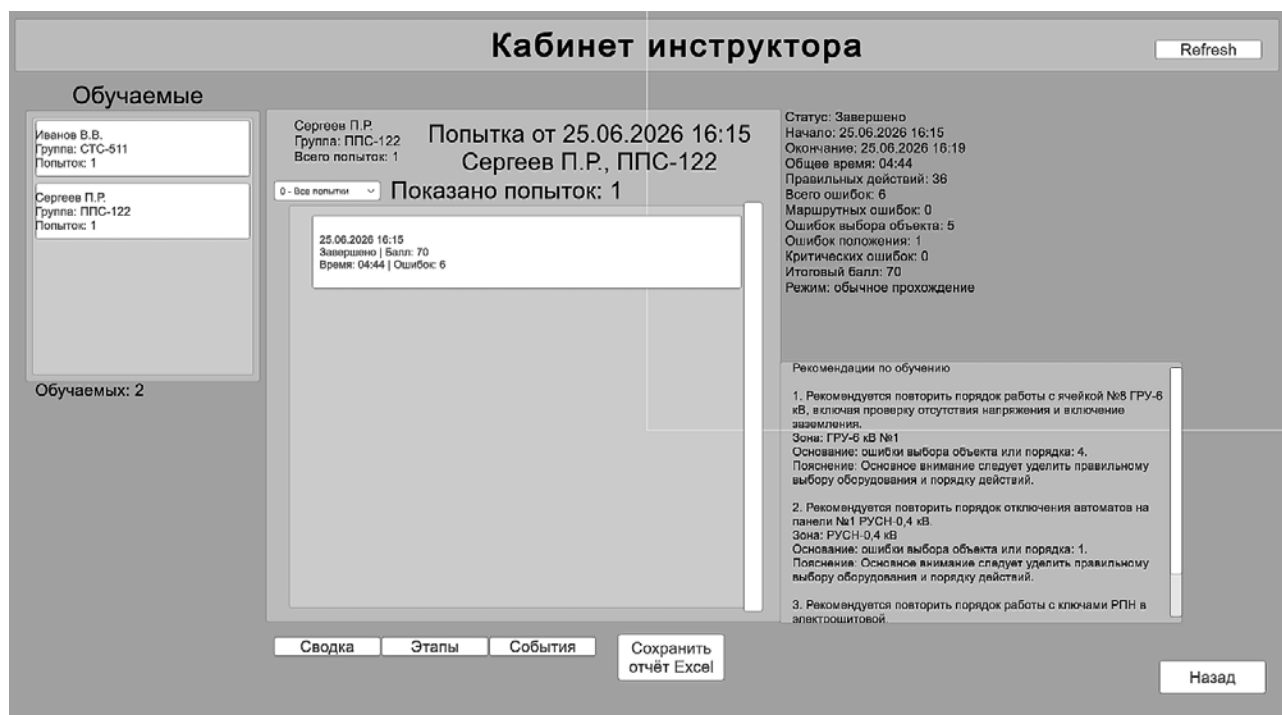 Кабинет инструктора
Refresh
Обучаемые
Иванов В.В.
Группа: СТС-511
Попыток: 1
Сергеев П.Р.
Группа: ППС-122
Попыток: 1
Обучаемых: 2
Сергеев П.Р.
Группа: ППС-122
Всего попыток: 1
Попытка от 25.06.2026 16:15
Сергеев П.Р., ППС-122
0 - Все попытки
Показано попыток: 1
25.06.2026 16:15
Завершено | Балл: 70
Время: 04:44 | Ошибок: 6
Статус: Завершено
Начало: 25.06.2026 16:15
Окончание: 25.06.2026 16:19
Общее время: 04:44
Правильных действий: 36
Всего ошибок: 6
Маршрутных ошибок: 0
Ошибок выбора объекта: 5
Ошибок положения: 1
Критических ошибок: 0
Итоговый балл: 70
Режим: обычное прохождение
Рекомендации по обучению
1. Рекомендуется повторить порядок работы с ячейкой №8 ГРУ-6
кВ, включая проверку отсутствия напряжения и включение
заземления.
Зона: ГРУ-6 кВ №1
Основание: ошибки выбора объекта или порядка: 4.
Пояснение: Основное внимание следует уделить правильному
выбору оборудования и порядку действий.
2. Рекомендуется повторить порядок отключения автоматов на
панели №1 РУСН-0,4 кВ.
Зона: РУСН-0,4 кВ
Основание: ошибки выбора объекта или порядка: 1.
Пояснение: Основное внимание следует уделить правильному
выбору оборудования и порядку действий.
3. Рекомендуется повторить порядок работы с ключами РПН в
электрощитовой
Сводка
Этапы
События
Сохранить
отчёт Excel
Назад